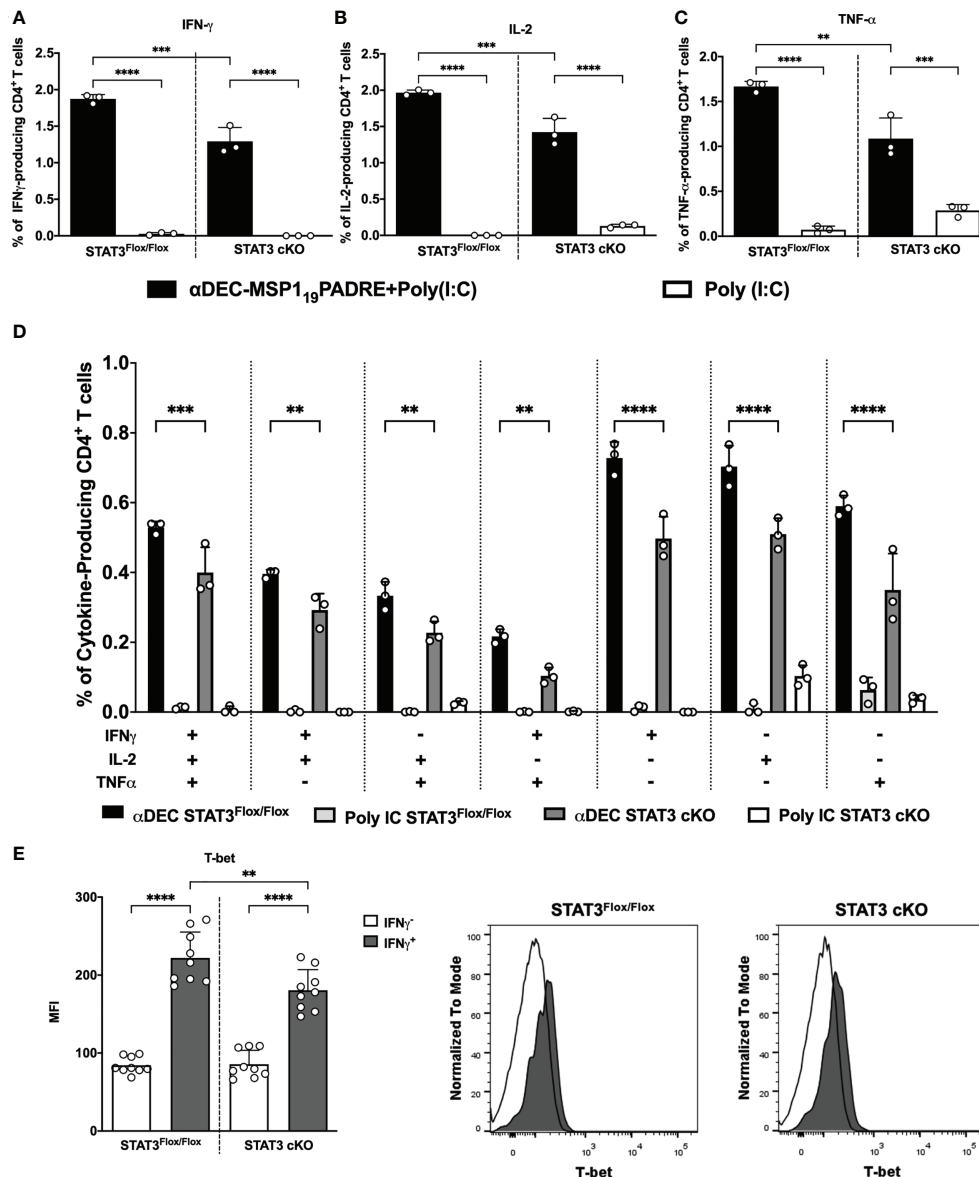 A
IFN-γ
% of IFNγ-producing CD4⁺ T cells
2.5
2.0
1.5
1.0
0.5
0.0
***
****
****
STAT3Flox/Flox
STAT3 cKO
B
IL-2
% of IL-2-producing CD4⁺ T cells
2.5
2.0
1.5
1.0
0.5
0.0
***
****
****
STAT3Flox/Flox
STAT3 cKO
C
TNF-α
% of TNF-α-producing CD4⁺ T cells
2.0
1.5
1.0
0.5
0.0
**
****
***
STAT3Flox/Flox
STAT3 cKO
αDEC-MSP1₁₉PADRE+Poly(I:C)
Poly (I:C)
D
% of Cytokine-Producing CD4⁺ T cells
1.0
0.8
0.6
0.4
0.2
0.0
*** ** ** ** **** **** ****
IFNγ + + - + + - -
IL-2 + + + - - + -
TNFα + - + + - - +
αDEC STAT3Flox/Flox
Poly IC STAT3Flox/Flox
αDEC STAT3 cKO
Poly IC STAT3 cKO
E
T-bet
MFI
300
200
100
0
**
****
****
STAT3Flox/Flox
STAT3 cKO
IFNγ⁻
IFNγ⁺
STAT3Flox/Flox
Normalized To Mode
100
80
60
40
20
0
0 10³ 10⁴ 10⁵
T-bet
STAT3 cKO
Normalized To Mode
100
80
60
40
20
0
0 10³ 10⁴ 10⁵
T-bet